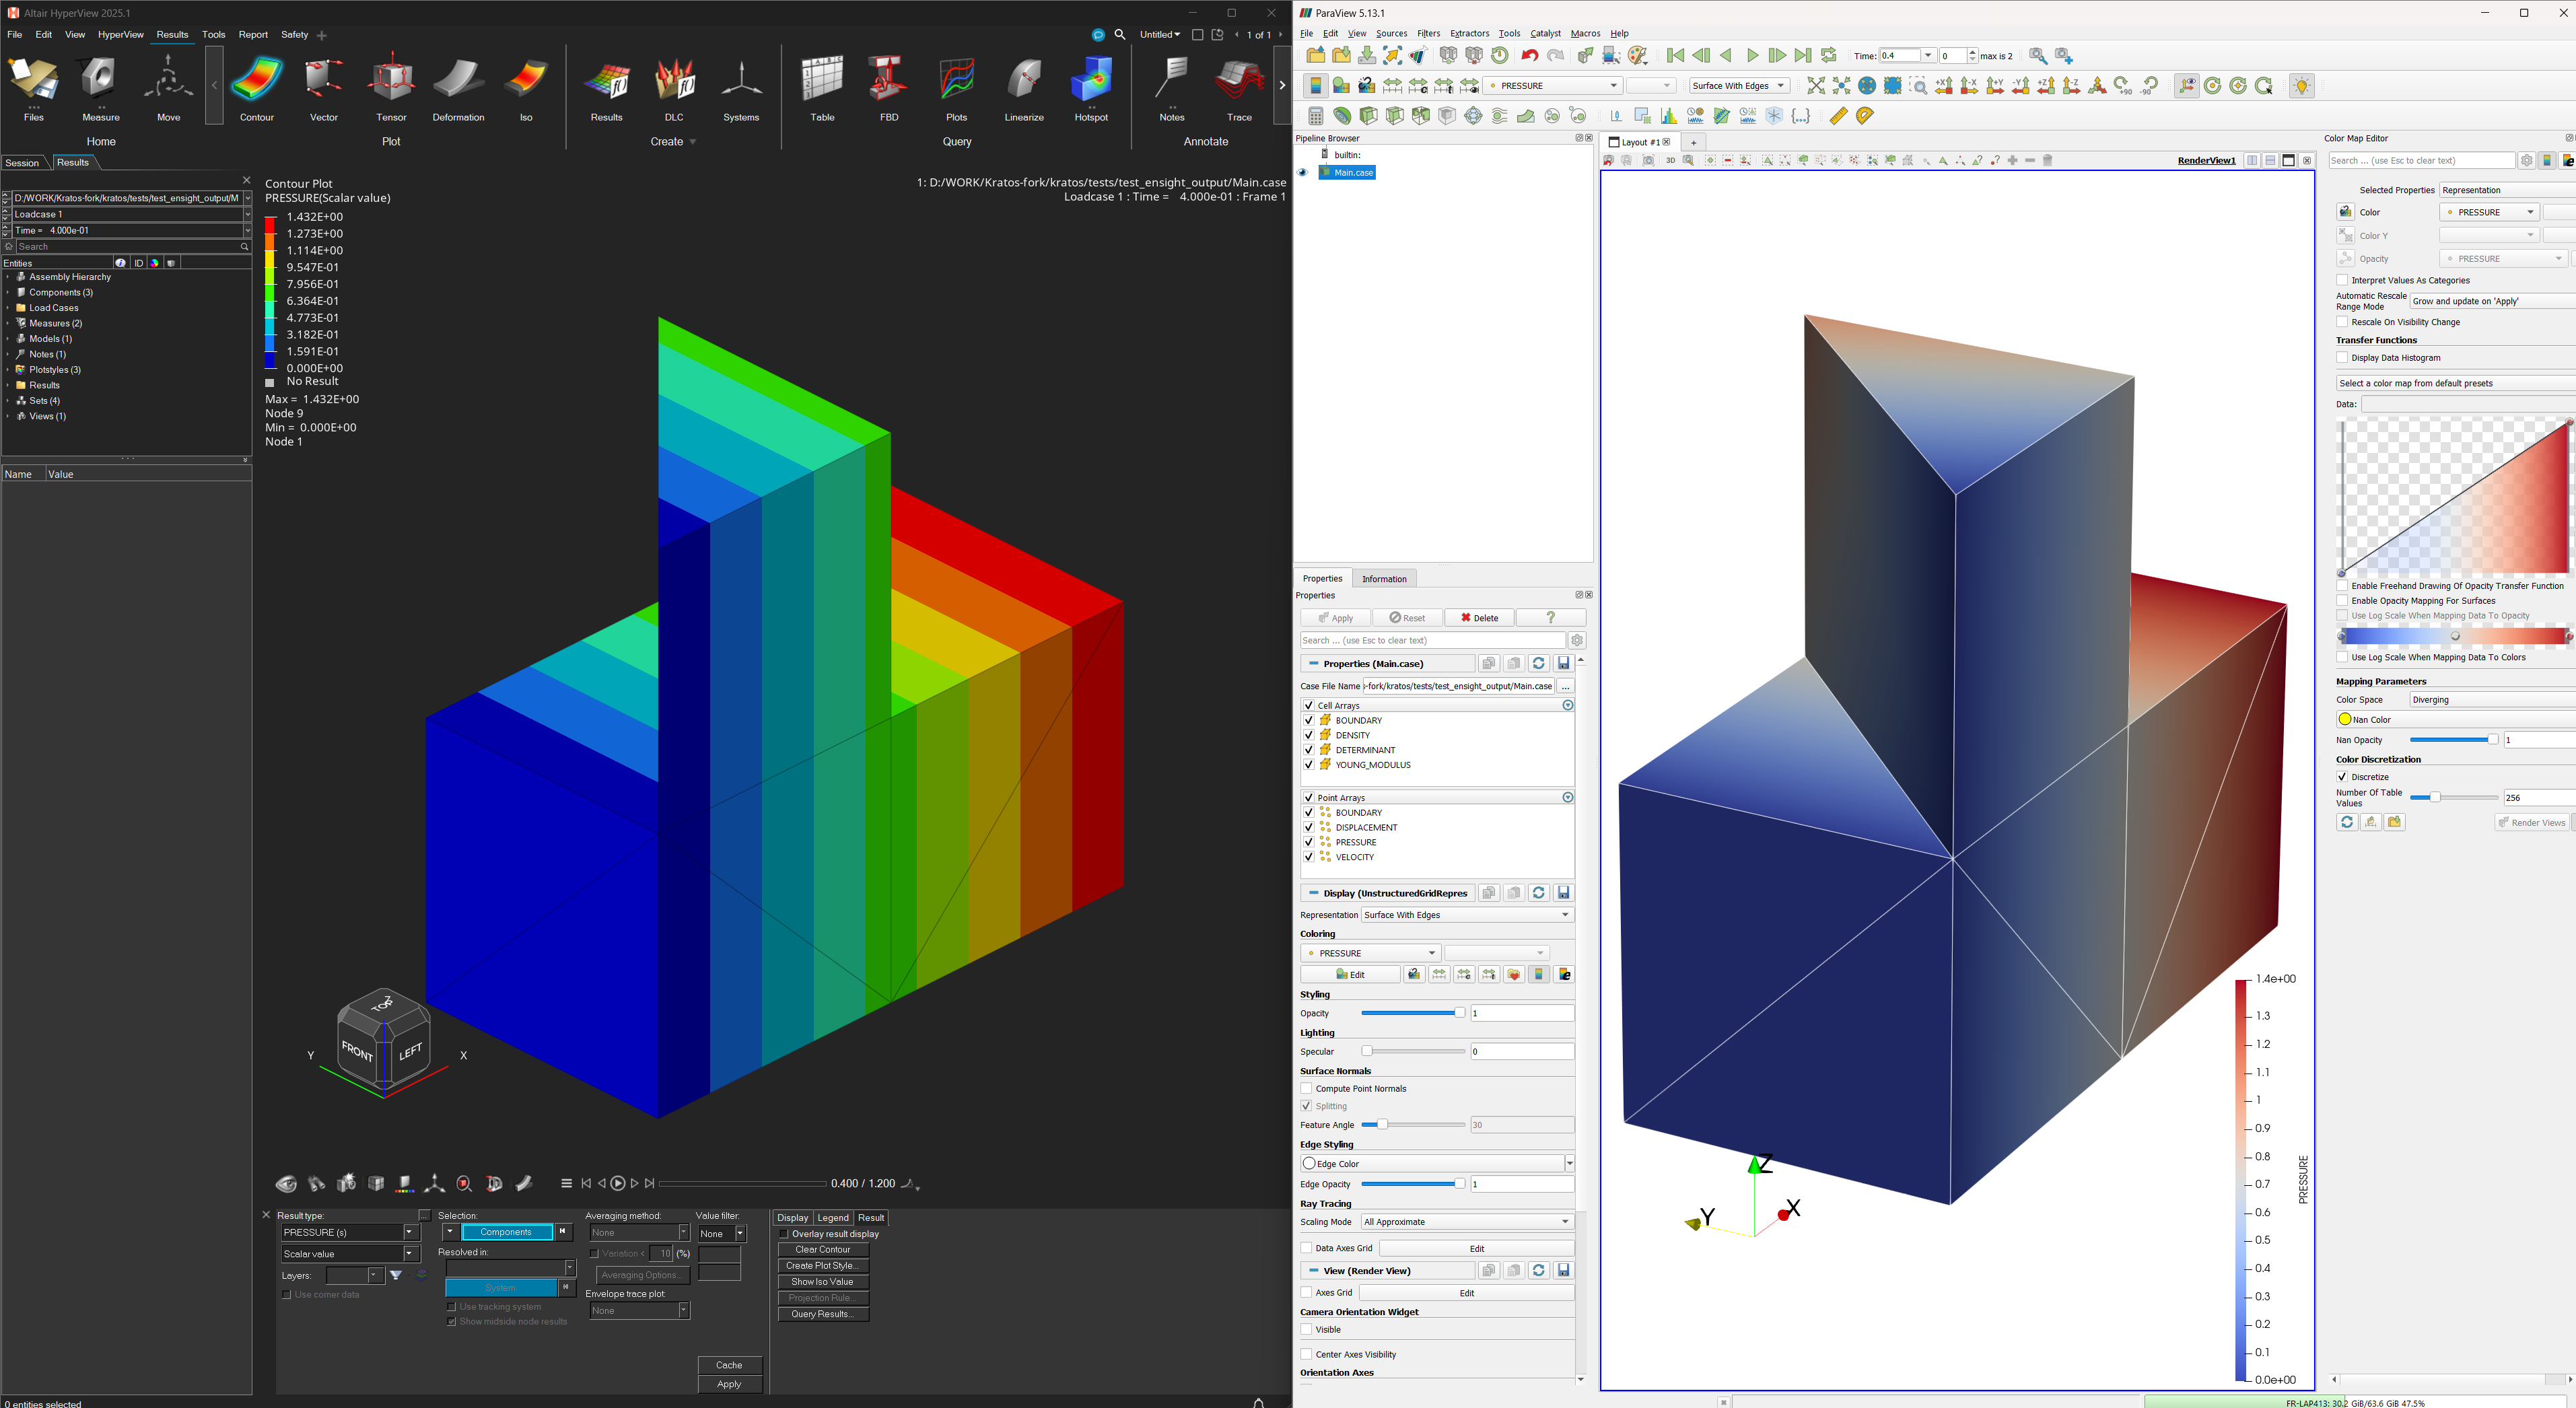 Altair HyperView 2025.1
File Edit View HyperView Results Tools Report Safety
Untitled 1 of 1
Files Measure Move Contour Vector Tensor Deformation Iso Results DLC Systems Table FBD Plots Linearize Hotspot Notes Trace
Home Plot Create Query Annotate
Session Results
D:/WORK/Kratos-fork/kratos/tests/test_ensight_output/M
Loadcase 1
Time = 4.000e-01
Search
Entities ID
Assembly Hierarchy
Components (3)
Load Cases
Measures (2)
Models (1)
Notes (1)
Plotstyles (3)
Results
Sets (4)
Views (1)
Name Value
Contour Plot
PRESSURE(Scalar value)
1.432E+00
1.273E+00
1.114E+00
9.547E-01
7.956E-01
6.364E-01
4.773E-01
3.182E-01
1.591E-01
0.000E+00
No Result
Max = 1.432E+00
Node 9
Min = 0.000E+00
Node 1
1: D:/WORK/Kratos-fork/kratos/tests/test_ensight_output/Main.case
Loadcase 1 : Time = 4.000e-01 : Frame 1
TOP
FRONT LEFT
Y Z X
0.400 / 1.200
Result type:
PRESSURE (s)
Scalar value
Layers:
Use corner data
Selection:
Components
Resolved in:
System
Use tracking system
Show midside node results
Averaging method:
None
Variation < 10 (%)
Averaging Options...
Envelope trace plot:
None
Value filter:
None
Cache
Apply
Display Legend Result
Overlay result display
Clear Contour
Create Plot Style...
Show Iso Value
Projection Rule...
Query Results...
0 entities selected
ParaView 5.13.1
File Edit View Sources Filters Extractors Tools Catalyst Macros Help
Time: 0.4 0 max is 2
PRESSURE Surface With Edges
+X -X +Y -Y +Z -Z +90 -90
Pipeline Browser
builtin:
Main.case
Properties Information
Properties
Apply Reset Delete ?
Search ... (use Esc to clear text)
Properties (Main.case)
Case File Name -fork/kratos/tests/test_ensight_output/Main.case ...
Cell Arrays
BOUNDARY
DENSITY
DETERMINANT
YOUNG_MODULUS
Point Arrays
BOUNDARY
DISPLACEMENT
PRESSURE
VELOCITY
Display (UnstructuredGridRepres
Representation Surface With Edges
Coloring
PRESSURE
Edit
Styling
Opacity 1
Lighting
Specular 0
Surface Normals
Compute Point Normals
Splitting
Feature Angle 30
Edge Styling
Edge Color
Edge Opacity 1
Ray Tracing
Scaling Mode All Approximate
Data Axes Grid Edit
View (Render View)
Axes Grid Edit
Camera Orientation Widget
Visible
Center Axes Visibility
Orientation Axes
Layout #1 +
3D RenderView1
Z
Y X
1.4e+00
1.3
1.2
1.1
1
0.9
0.8
0.7
0.6
0.5
0.4
0.3
0.2
0.1
0.0e+00
PRESSURE
Color Map Editor
Search ... (use Esc to clear text)
Selected Properties Representation
Color PRESSURE
Color Y
Opacity PRESSURE
Interpret Values As Categories
Automatic Rescale Range Mode Grow and update on 'Apply'
Rescale On Visibility Change
Transfer Functions
Display Data Histogram
Select a color map from default presets
Data:
Enable Freehand Drawing Of Opacity Transfer Function
Enable Opacity Mapping For Surfaces
Use Log Scale When Mapping Data To Opacity
Use Log Scale When Mapping Data To Colors
Mapping Parameters
Color Space Diverging
Nan Color
Nan Opacity 1
Color Discretization
Discretize
Number Of Table Values 256
Render Views
FR-LAP413: 30.2 GiB/63.6 GiB 47.5%